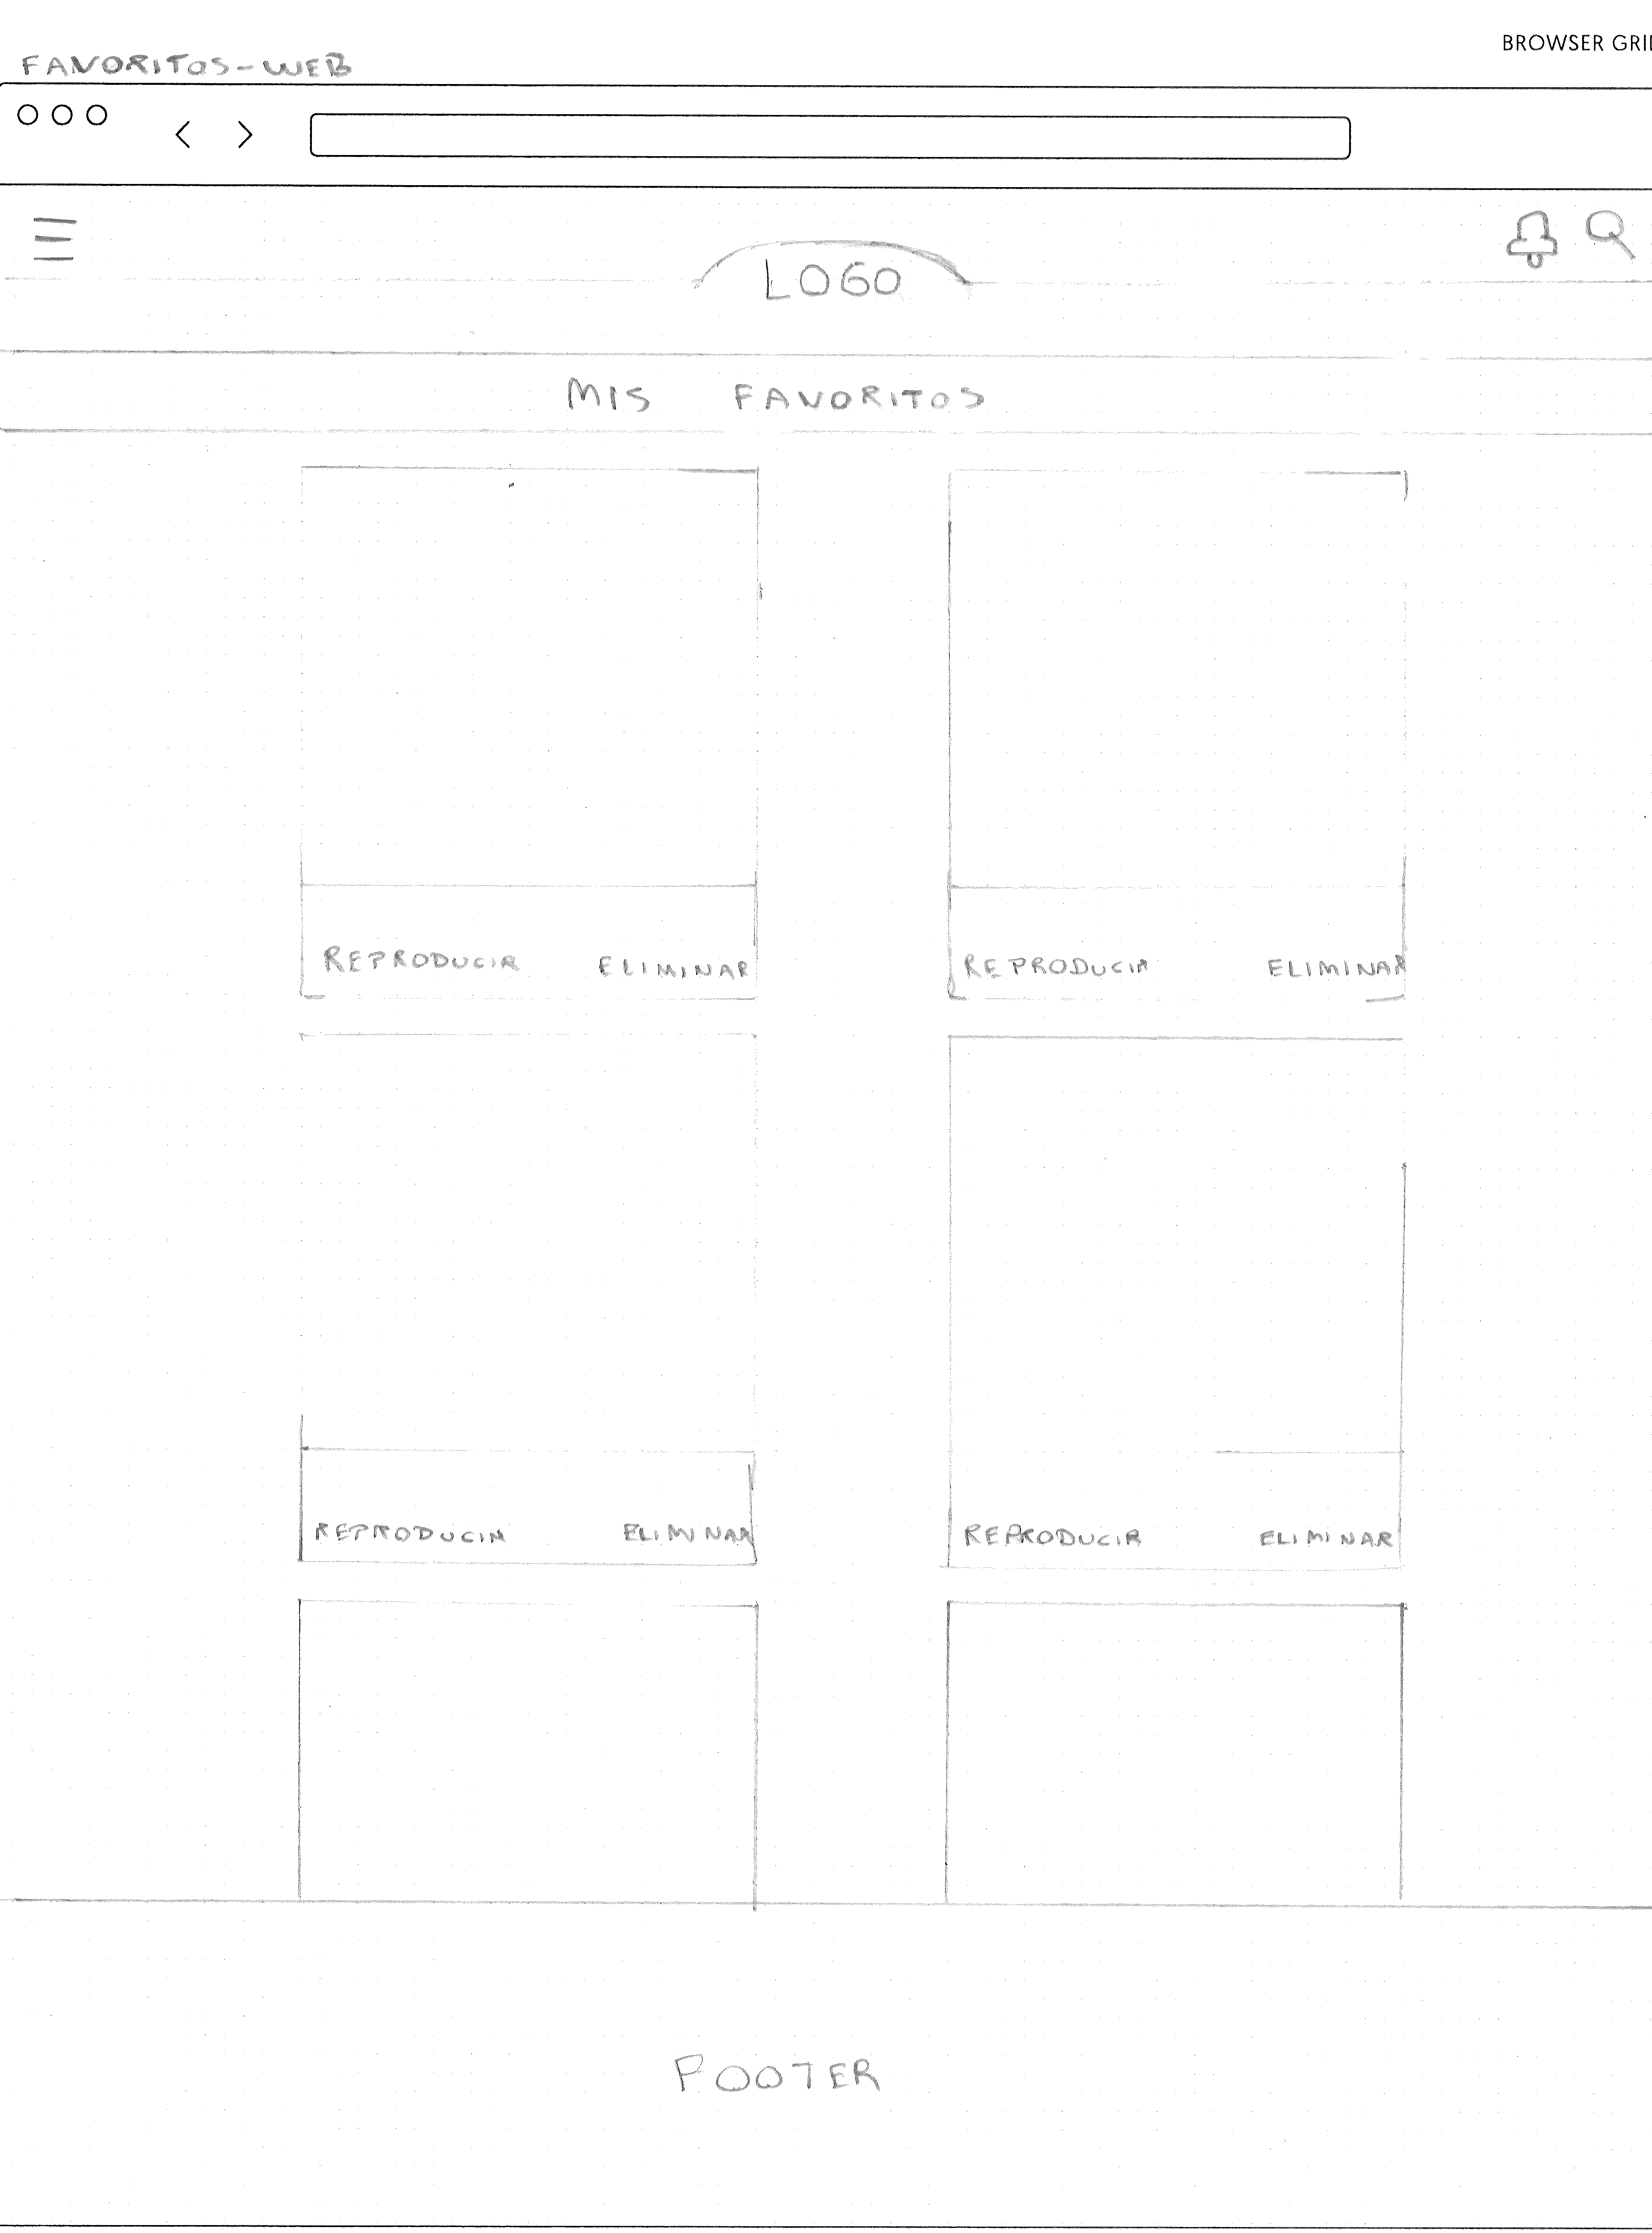 BROWSER GRI
FAVORITOS-WEB
LOGO
MIS FAVORITOS
REPRODUCIR ELIMINAR REPRODUCIR ELIMINAR
REPRODUCIR ELIMINAR REPRODUCIR ELIMINAR
FOOTER